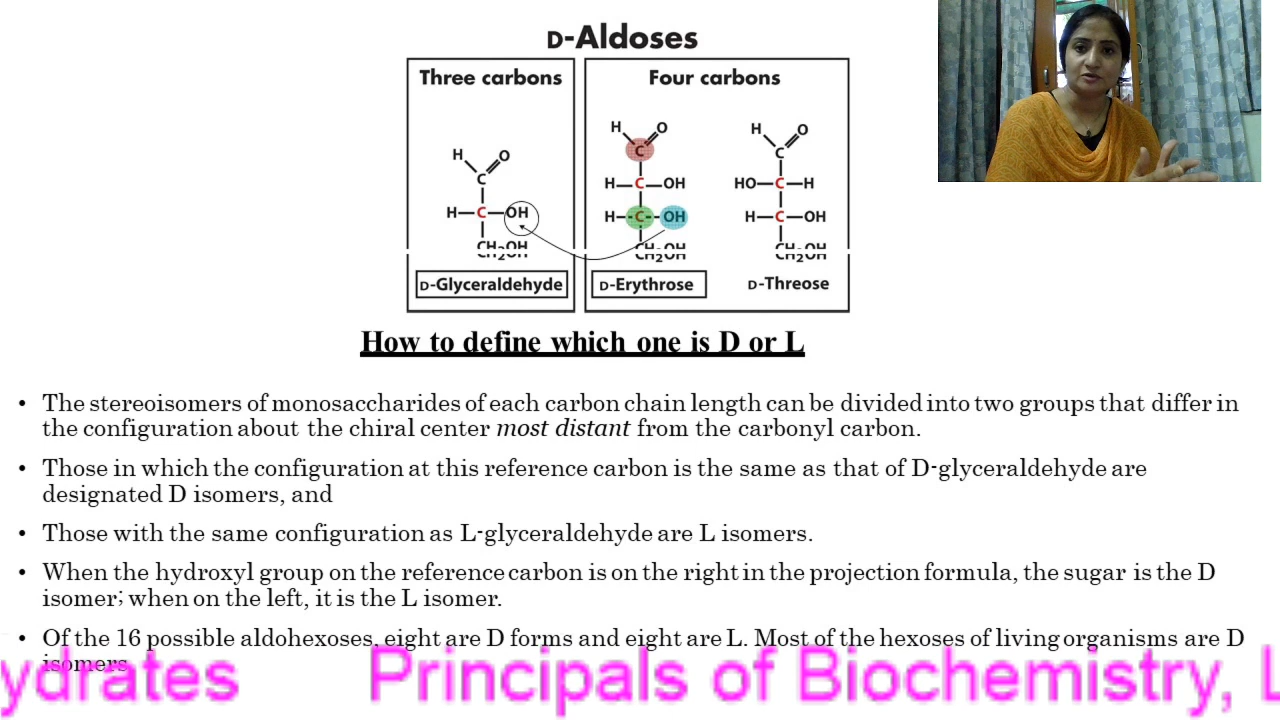 D-Aldoses
Three carbons
Four carbons
H O
C
H—C—OH
CH2OH
D-Glyceraldehyde
H O
C
H—C—OH
H—C—OH
CH2OH
D-Erythrose
H O
C
HO—C—H
H—C—OH
CH2OH
D-Threose
How to define which one is D or L
• The stereoisomers of monosaccharides of each carbon chain length can be divided into two groups that differ in
the configuration about the chiral center most distant from the carbonyl carbon.
• Those in which the configuration at this reference carbon is the same as that of D-glyceraldehyde are
designated D isomers, and
• Those with the same configuration as L-glyceraldehyde are L isomers.
• When the hydroxyl group on the reference carbon is on the right in the projection formula, the sugar is the D
isomer; when on the left, it is the L isomer.
• Of the 16 possible aldohexoses, eight are D forms and eight are L. Most of the hexoses of living organisms are D
isomers
ydrates Principals of Biochemistry, L